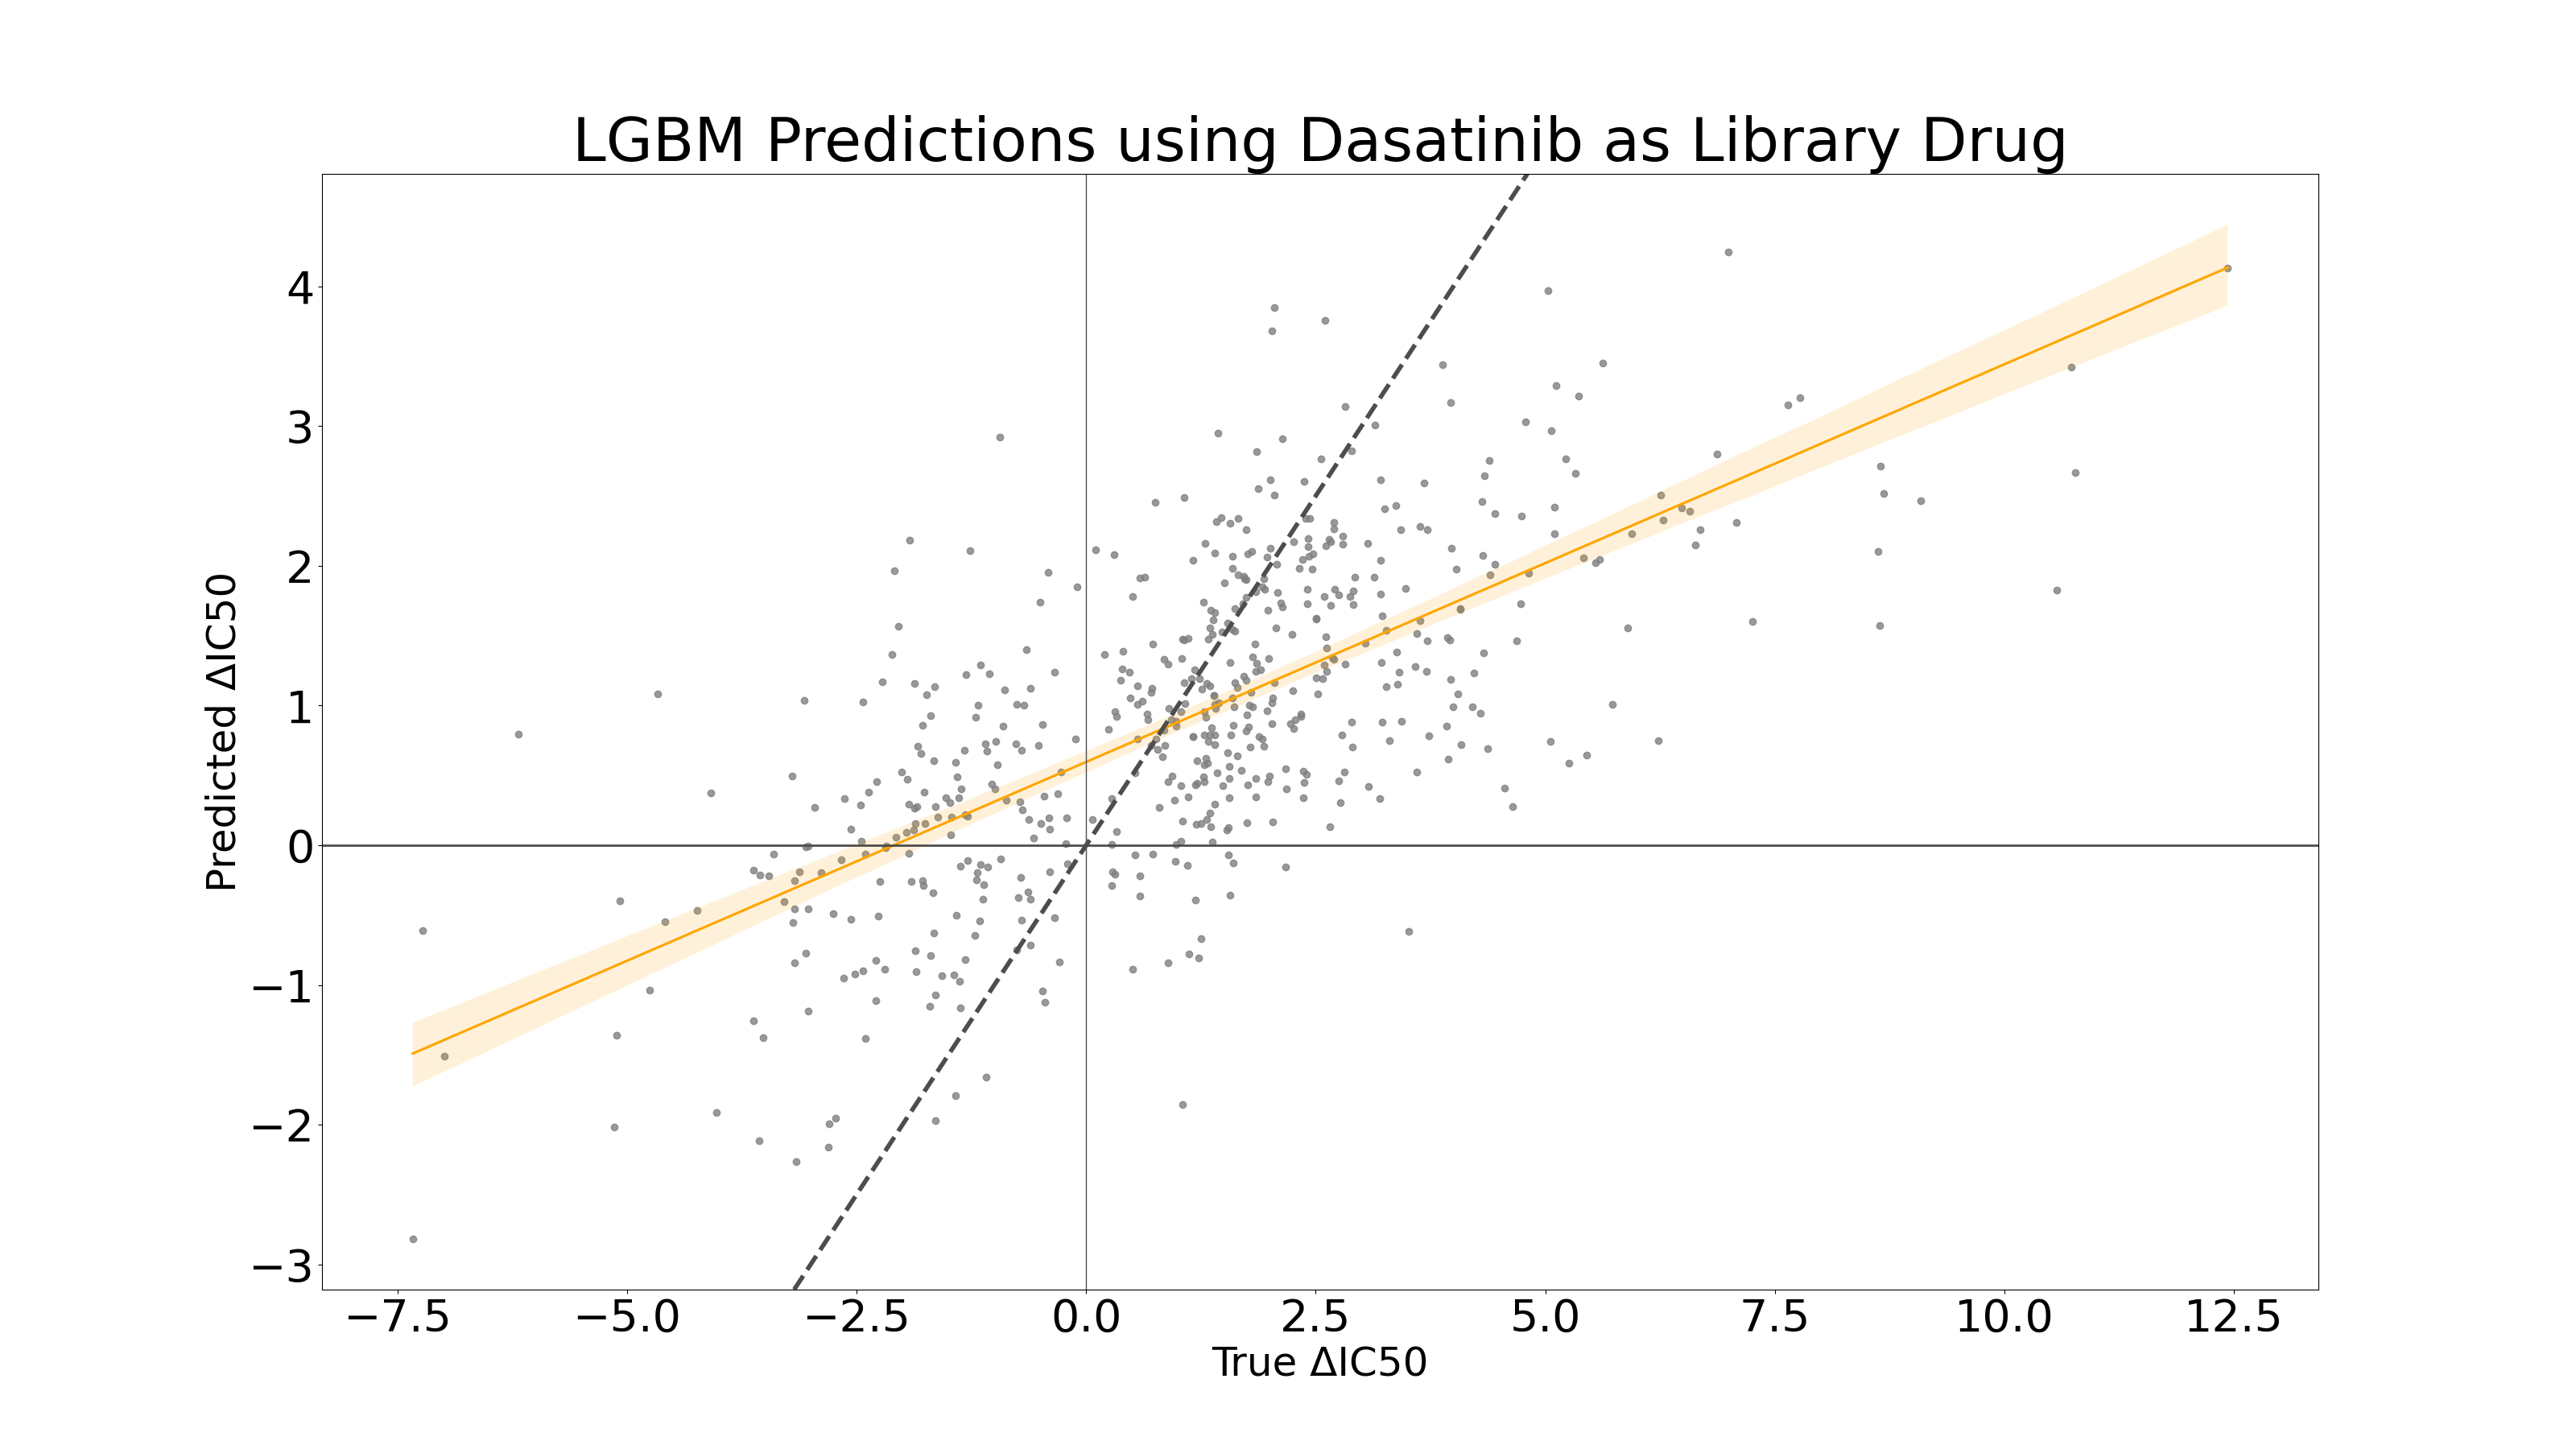 LGBM Predictions using Dasatinib as Library Drug
4
3
2
1
0
−1
−2
−3
Predicted ΔIC50
−7.5 −5.0 −2.5 0.0 2.5 5.0 7.5 10.0 12.5
True ΔIC50